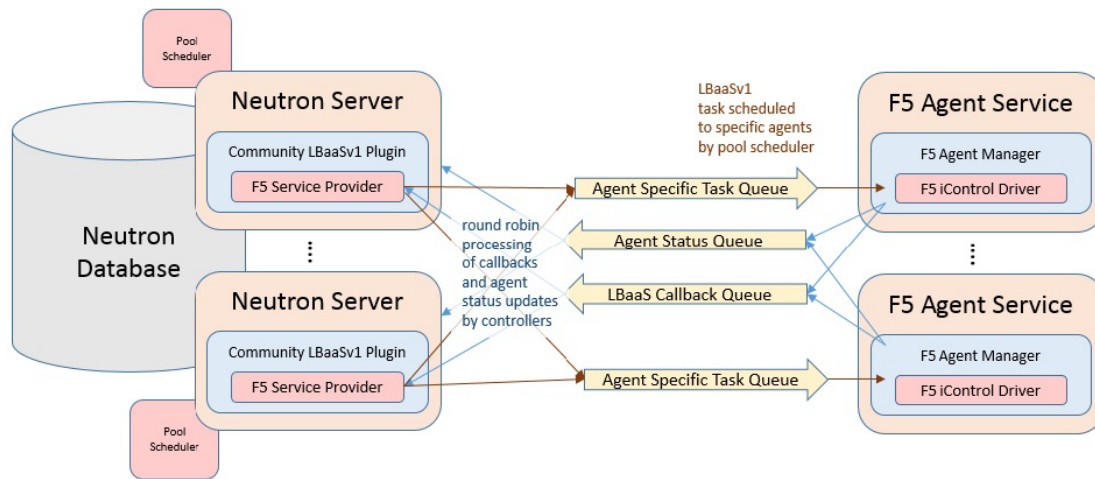 Pool
Scheduler
Neutron Server
Community LBaaSv1 Plugin
F5 Service Provider
Neutron
Database
Neutron Server
Community LBaaSv1 Plugin
F5 Service Provider
Pool
Scheduler
LBaaSv1
task scheduled
to specific agents
by pool scheduler
Agent Specific Task Queue
round robin
processing
of callbacks
and agent
status updates
by controllers
Agent Status Queue
LBaaS Callback Queue
Agent Specific Task Queue
F5 Agent Service
F5 Agent Manager
F5 iControl Driver
F5 Agent Service
F5 Agent Manager
F5 iControl Driver